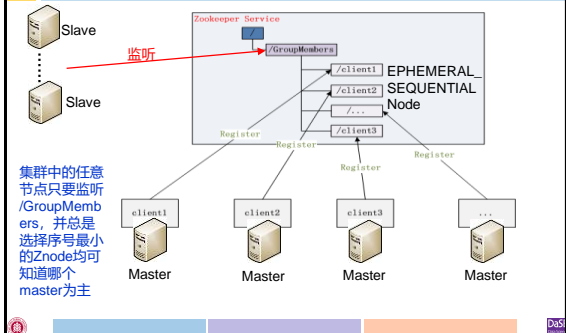 Zookeeper Service
/
/GroupMembers
/client1
/client2
/...
/client3
EPHEMERAL_
SEQUENTIAL
Node
Slave
监听
Slave
Register
Register
Register
Register
集群中的任意
节点只要监听
/GroupMemb
ers，并总是
选择序号最小
的Znode均可
知道哪个
master为主
client1
client2
client3
...
Master
Master
Master
Master
DaSE